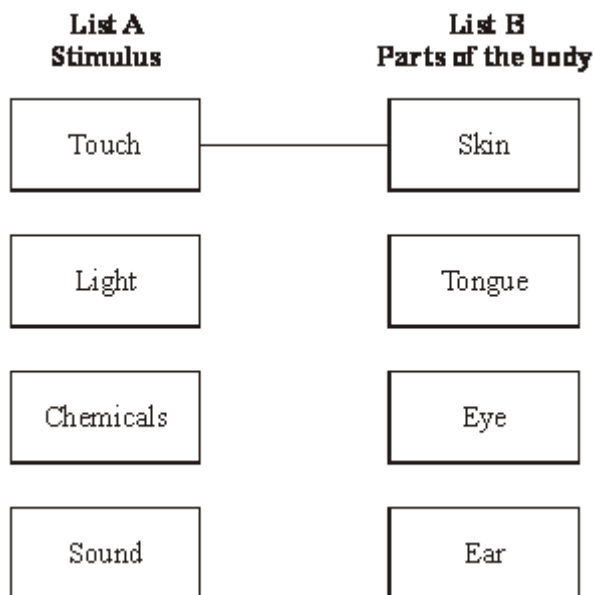 List A
Stimulus
List B
Parts of the body
Touch
Skin
Light
Tongue
Chemicals
Eye
Sound
Ear